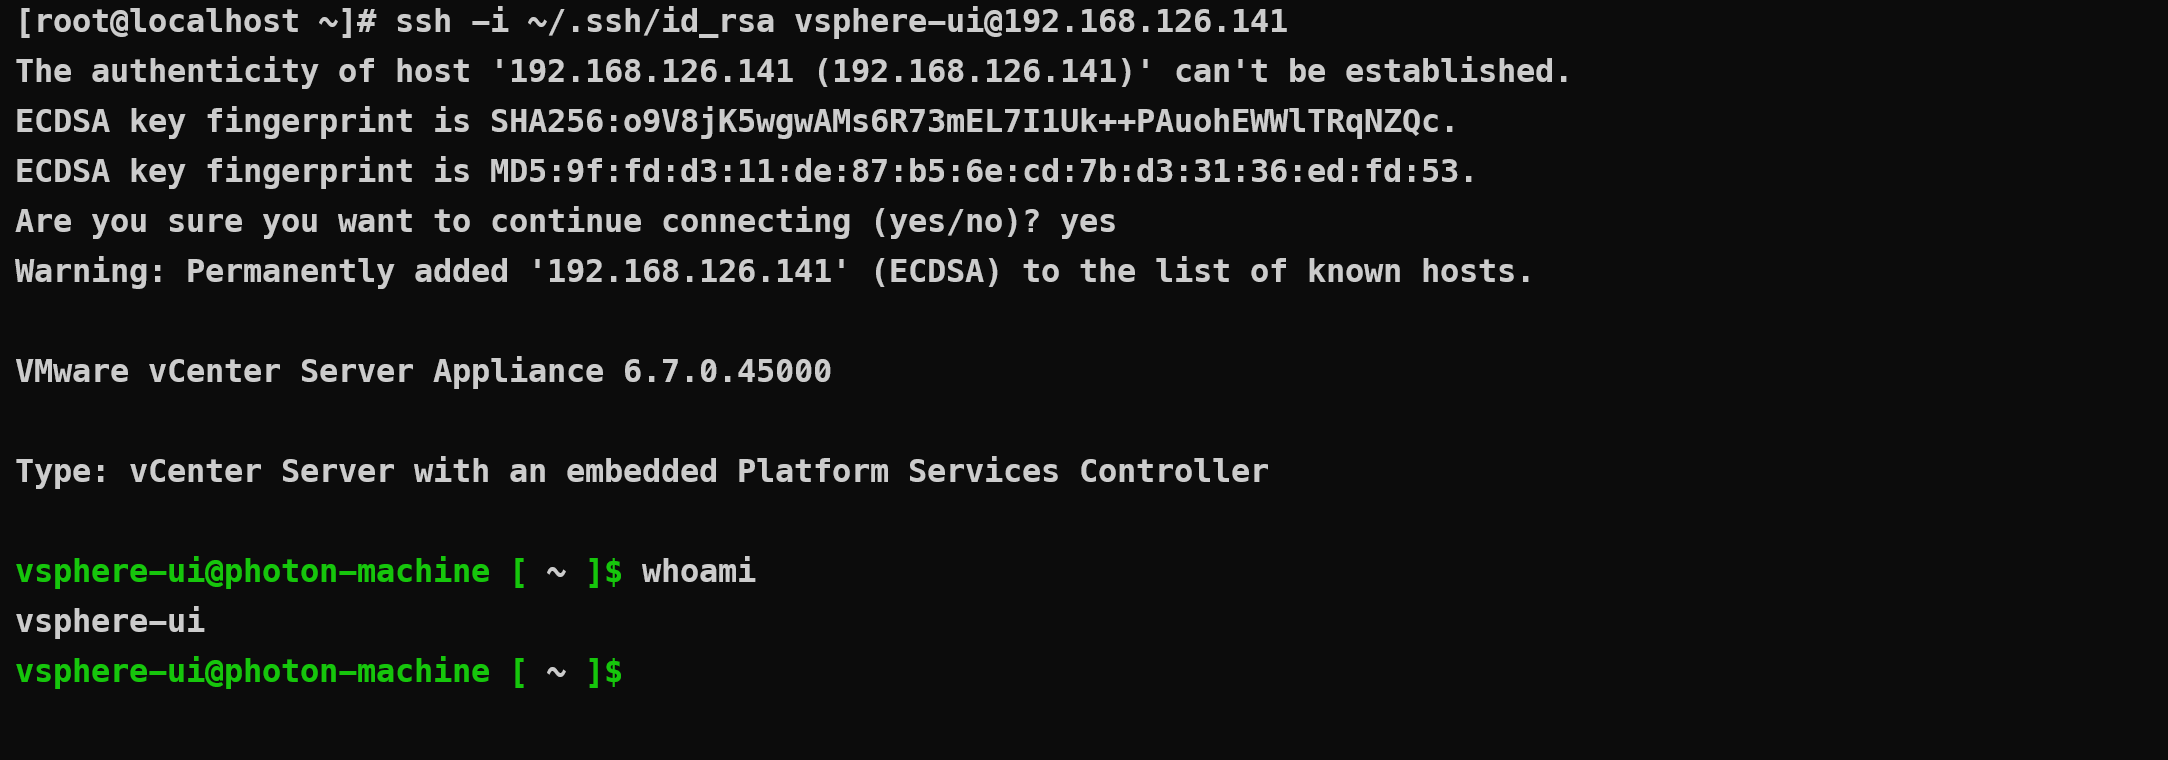 [root@localhost ~]# ssh -i ~/.ssh/id_rsa vsphere-ui@192.168.126.141
The authenticity of host '192.168.126.141 (192.168.126.141)' can't be established.
ECDSA key fingerprint is SHA256:o9V8jK5wgwAMs6R73mEL7I1Uk++PAuohEWWlTRqNZQc.
ECDSA key fingerprint is MD5:9f:fd:d3:11:de:87:b5:6e:cd:7b:d3:31:36:ed:fd:53.
Are you sure you want to continue connecting (yes/no)? yes
Warning: Permanently added '192.168.126.141' (ECDSA) to the list of known hosts.
VMware vCenter Server Appliance 6.7.0.45000
Type: vCenter Server with an embedded Platform Services Controller
vsphere-ui@photon-machine [ ~ ]$ whoami
vsphere-ui
vsphere-ui@photon-machine [ ~ ]$